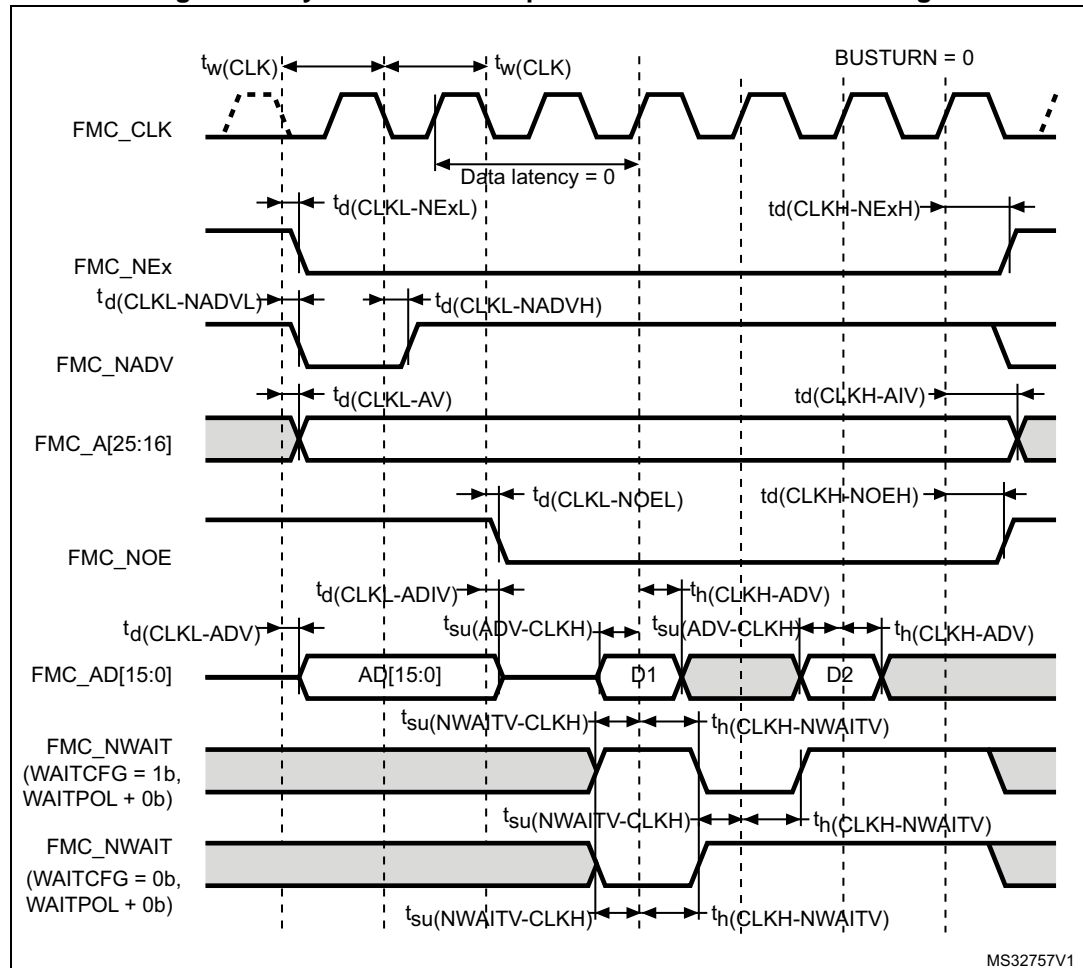 BUSTURN = 0
tw(CLK) tw(CLK)
FMC_CLK
Data latency = 0
td(CLKL-NExL) td(CLKH-NExH)
FMC_NEx
td(CLKL-NADVL) td(CLKL-NADVH)
FMC_NADV
td(CLKL-AV) td(CLKH-AIV)
FMC_A[25:16]
td(CLKL-NOEL) td(CLKH-NOEH)
FMC_NOE
td(CLKL-ADIV) th(CLKH-ADV)
td(CLKL-ADV) tsu(ADV-CLKH) tsu(ADV-CLKH) th(CLKH-ADV)
FMC_AD[15:0] AD[15:0] D1 D2
tsu(NWAITV-CLKH) th(CLKH-NWAITV)
FMC_NWAIT
(WAITCFG = 1b,
WAITPOL + 0b)
tsu(NWAITV-CLKH) th(CLKH-NWAITV)
FMC_NWAIT
(WAITCFG = 0b,
WAITPOL + 0b)
tsu(NWAITV-CLKH) th(CLKH-NWAITV)
MS32757V1